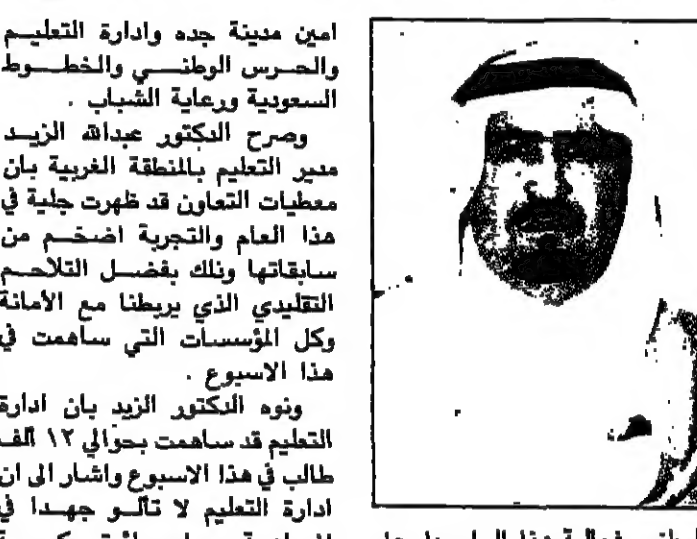 امين مدينة جده وادارة التعليم
والحرس الوطني والخطوط
السعودية ورعاية الشباب .
وصرح الدكتور عبدالله الزيد
مدير التعليم بالمنطقة الغربية بان
معطيات التعاون قد ظهرت جلية في
هذا العام والتجربة اضخم من
سابقاتها وذلك بفضل التلاحم
التقليدي الذي يربطنا مع الأمانة
وكل المؤسسات التي ساهمت في
هذا الاسبوع .
ونوه الدكتور الزيد بان ادارة
التعليم قد ساهمت بحوالي ١٢ ألف
طالب في هذا الاسبوع واشار الى ان
ادارة التعليم لا تألو جهدا في